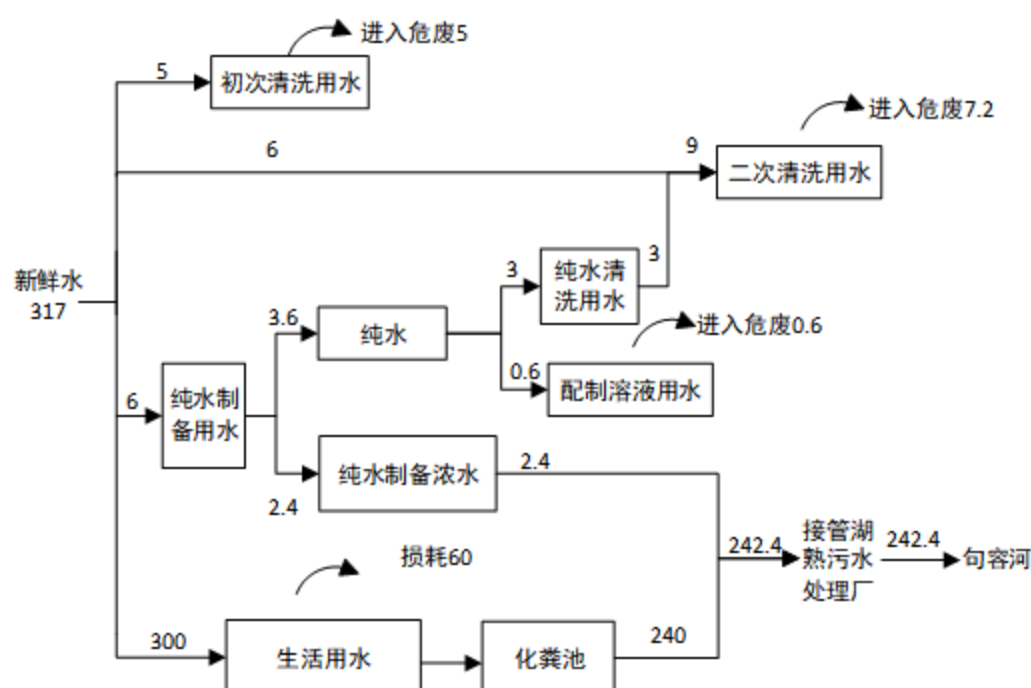 进入危废5
5
初次清洗用水
进入危废7.2
6
9
二次清洗用水
新鲜水
317
3
纯水清
洗用水
3
3.6
纯水
进入危废0.6
0.6
配制溶液用水
6
纯水制
备用水
纯水制备浓水
2.4
2.4
损耗60
242.4
接管湖
熟污水
处理厂
242.4
句容河
300
生活用水
化粪池
240